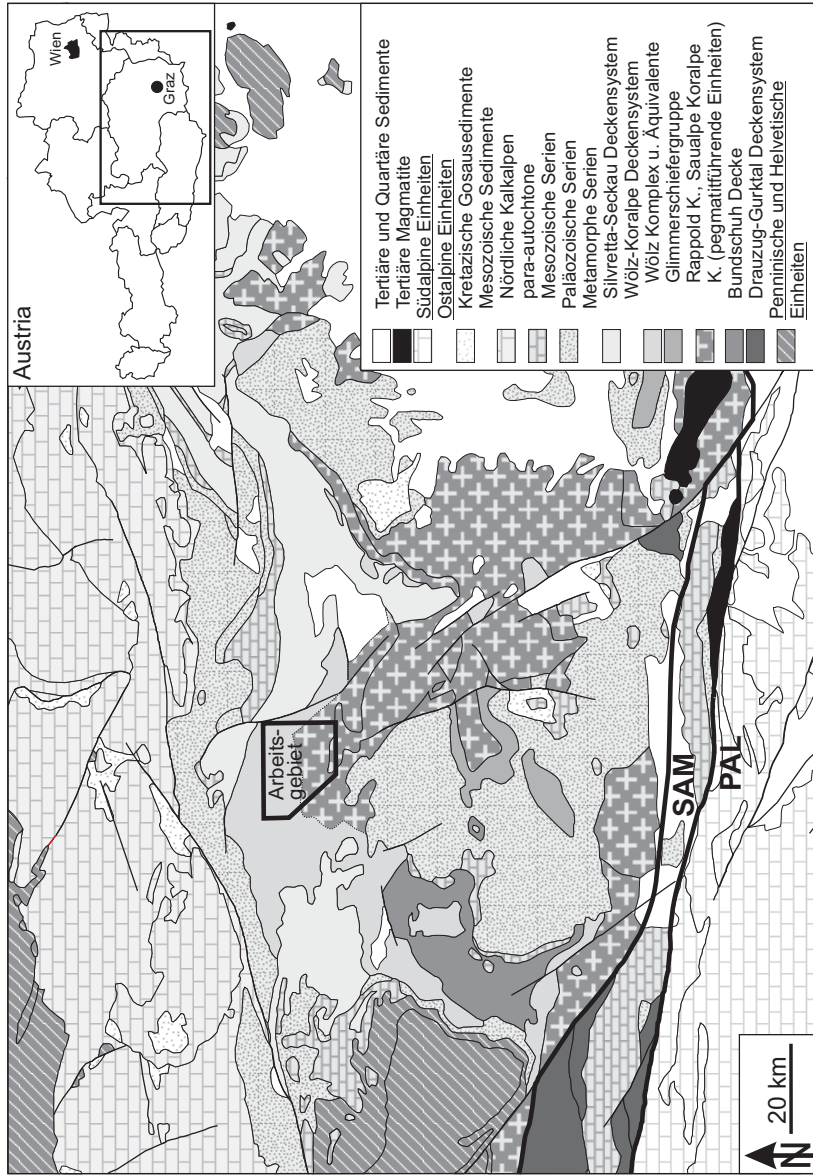 Austria
Wien
Graz
Tertiäre und Quartäre Sedimente
Tertiäre Magmatite
Südalpine Einheiten
Ostalpine Einheiten
Kretazische Gosausedimente
Mesozoische Sedimente
Nördliche Kalkalpen
para-autochtone
Mesozoische Serien
Paläozoische Serien
Metamorphe Serien
Silvretta-Seckau Deckensystem
Wölz-Koralpe Deckensystem
Wölz Komplex u. Äquivalente
Glimmerschiefergruppe
Rappold K., Saualpe Koralpe
K. (pegmatitführende Einheiten)
Bundschuh Decke
Drauzug-Gurktal Deckensystem
Penninische und Helvetische
Einheiten
Arbeits-
gebiet
SAM
PAL
N
20 km